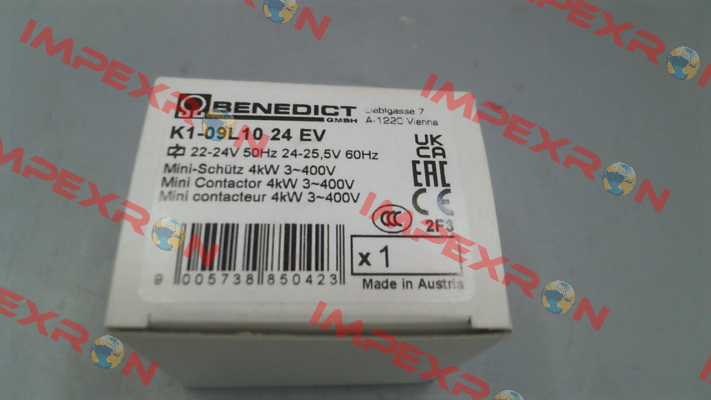 BENEDICT
GMBH
Lieblgasse 7
A-1220 Vienna
K1-09L10 24 EV
22-24V 50Hz 24-25,5V 60Hz
Mini-Schütz 4kW 3~400V
Mini Contactor 4kW 3~400V
Mini contacteur 4kW 3~400V
UK
CA
EAC
CE
CCC
2F3
x 1
9 005738 850423
Made in Austria
IMPEXRON
IMPEXRON
IMPEXRON
IMPEXRON
IMPEXRON